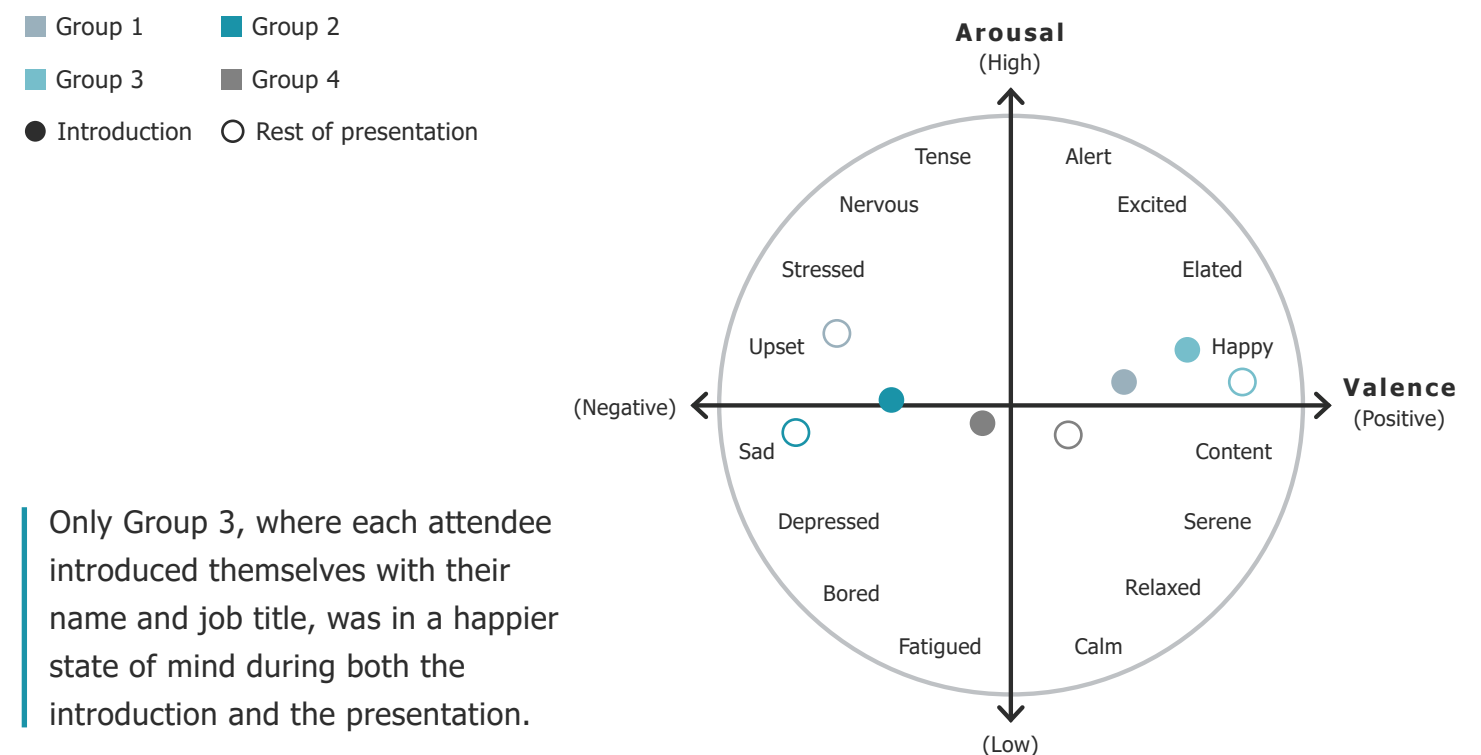 Group 1
Group 2
Group 3
Group 4
Introduction
Rest of presentation
Arousal
(High)
Tense
Alert
Nervous
Excited
Stressed
Elated
Upset
Happy
(Negative)
Valence
(Positive)
Sad
Content
Depressed
Serene
Bored
Relaxed
Fatigued
Calm
(Low)
Only Group 3, where each attendee
introduced themselves with their
name and job title, was in a happier
state of mind during both the
introduction and the presentation.